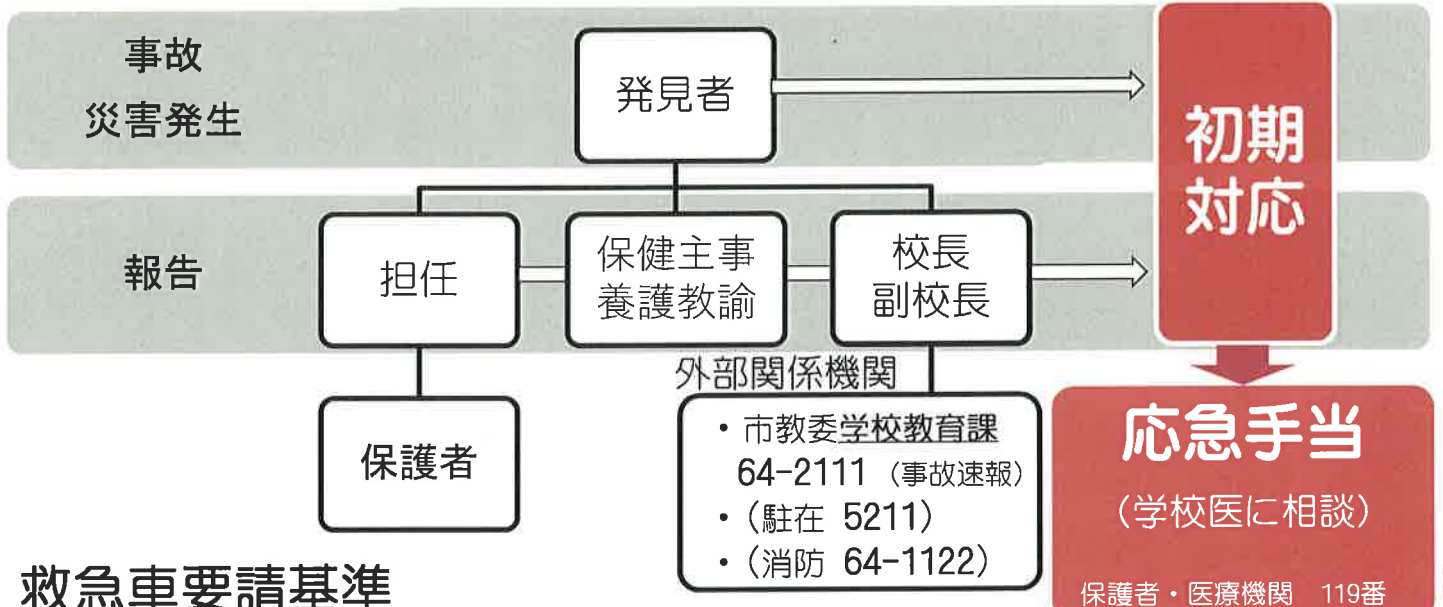 事故
災害発生
発見者
初期
対応
報告
担任
保健主事
養護教諭
校長
副校長
外部関係機関
保護者
・市教委学校教育課
64-2111（事故速報）
・（駐在 5211）
・（消防 64-1122）
応急手当
（学校医に相談）
保護者・医療機関　119番
救急車要請基準